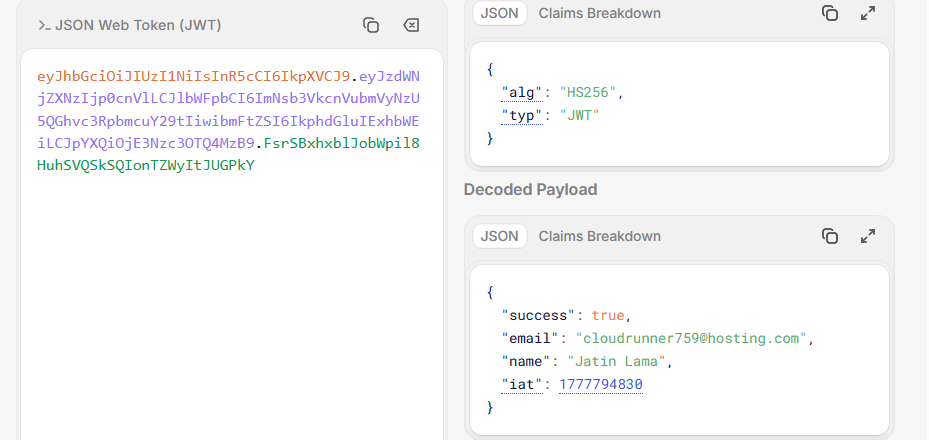 JSON Web Token (JWT)
eyJhbGciOiJIUzI1NiIsInR5cCI6IkpXVCJ9.eyJzdWN
jZXNzIjp0cnVlLCJlbWFpbCI6ImNsb3VkcnVubmVyNzU
5QGhvc3RpbmcuY29tIiwibmFtZSI6IkphdGluIExhbWE
iLCJpYXQiOjE3Nzc3OTQ4MzB9.FsrSBxhxblJobWpil8
HuhSVQSkSQIonTZWyItJUGPkY
JSON Claims Breakdown
{
"alg": "HS256",
"typ": "JWT"
}
Decoded Payload
JSON Claims Breakdown
{
"success": true,
"email": "cloudrunner759@hosting.com",
"name": "Jatin Lama",
"iat": 1777794830
}